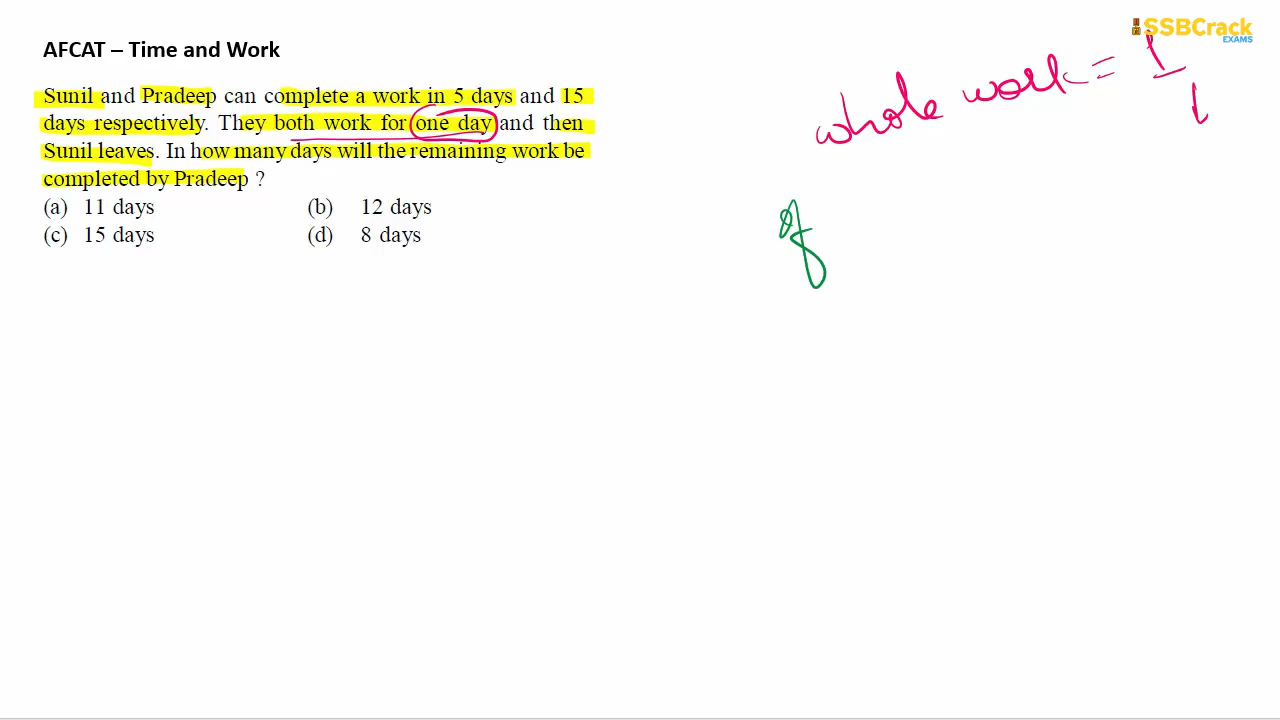 SSBCrack
EXAMS
AFCAT – Time and Work
whole work = 1
1
Sunil and Pradeep can complete a work in 5 days and 15
days respectively. They both work for one day and then
Sunil leaves. In how many days will the remaining work be
completed by Pradeep ?
(a) 11 days (b) 12 days
(c) 15 days (d) 8 days